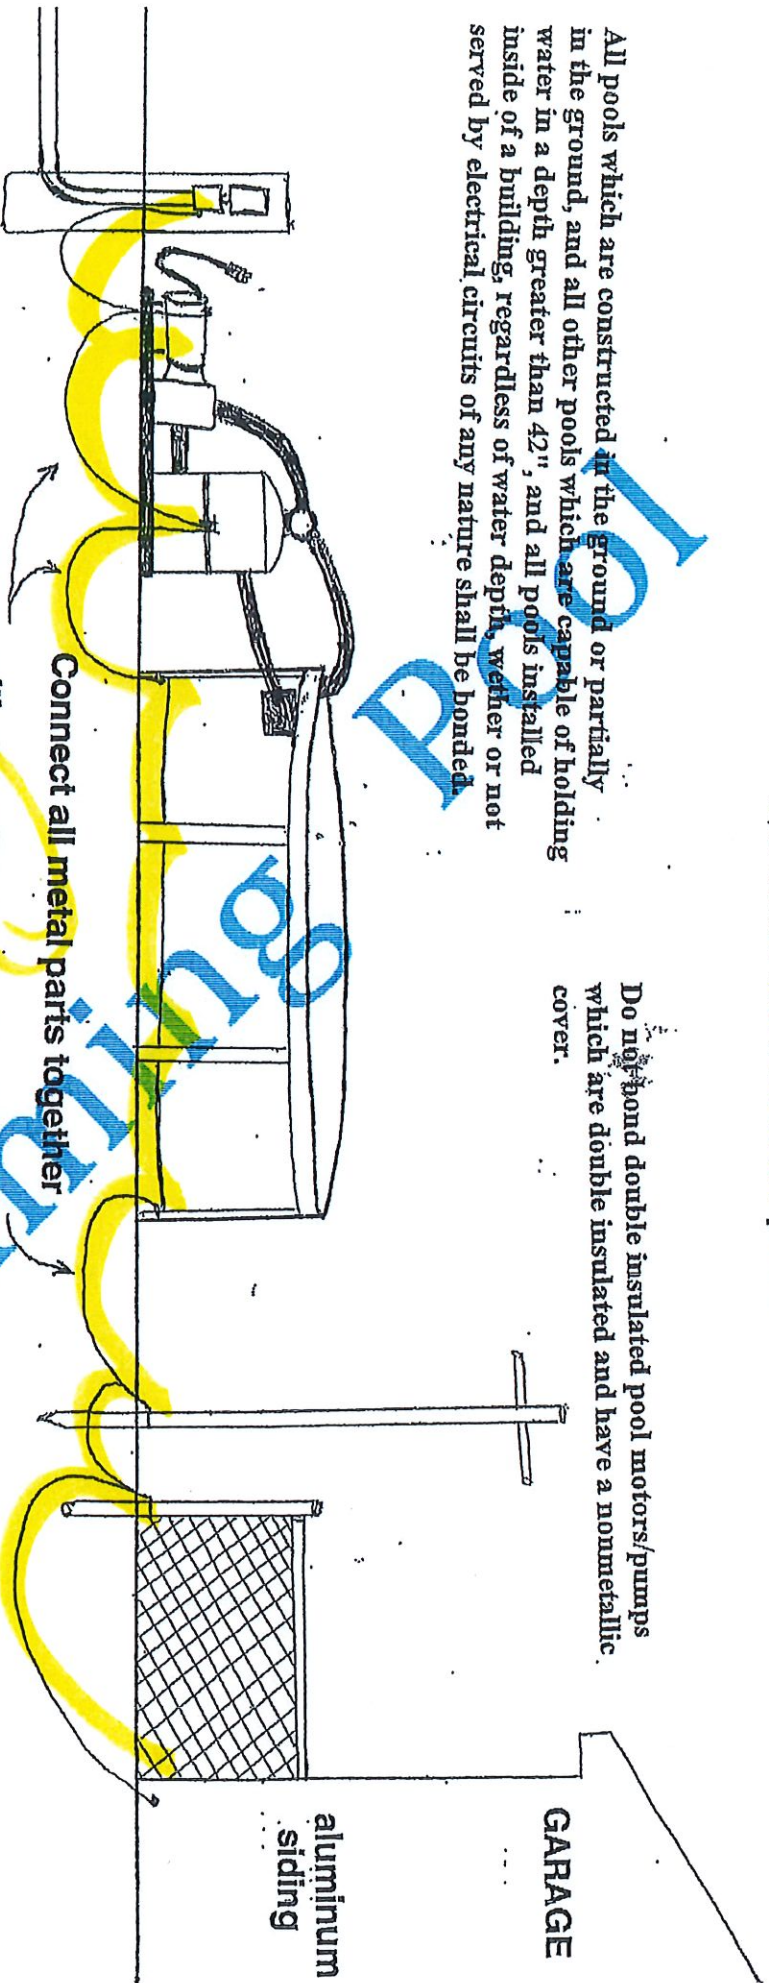 All pools which are constructed in the ground or partially
in the ground, and all other pools which are capable of holding
water in a depth greater than 42", and all pools installed
inside of a building, regardless of water depth, wether or not
served by electrical circuits of any nature shall be bonded.
Do not bond double insulated pool motors/pumps
which are double insulated and have a nonmetallic
cover.
GARAGE
aluminum
siding
Connect all metal parts together
Pool